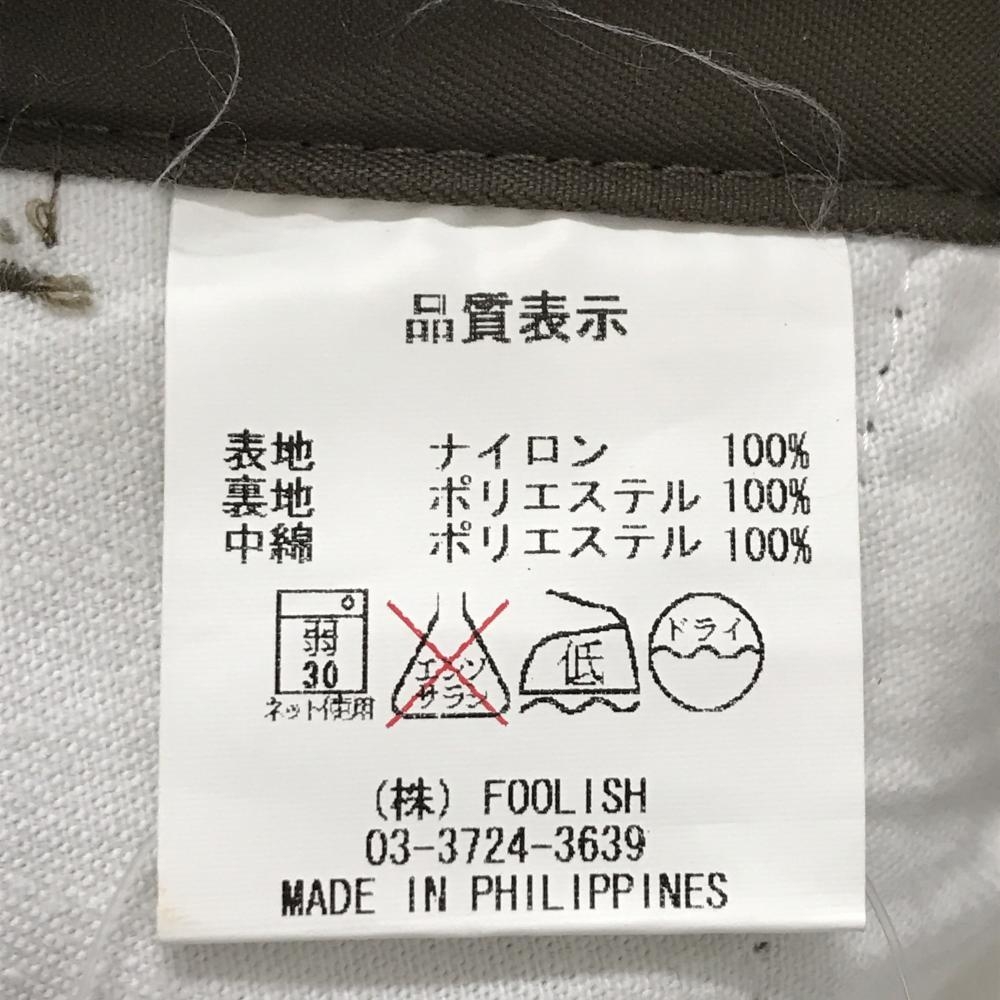 品質表示
表地 ナイロン 100%
裏地 ポリエステル 100%
中綿 ポリエステル 100%
弱
30
ネット使用
エンソ
サラシ
低
ドライ
(株) FOOLISH
03-3724-3639
MADE IN PHILIPPINES